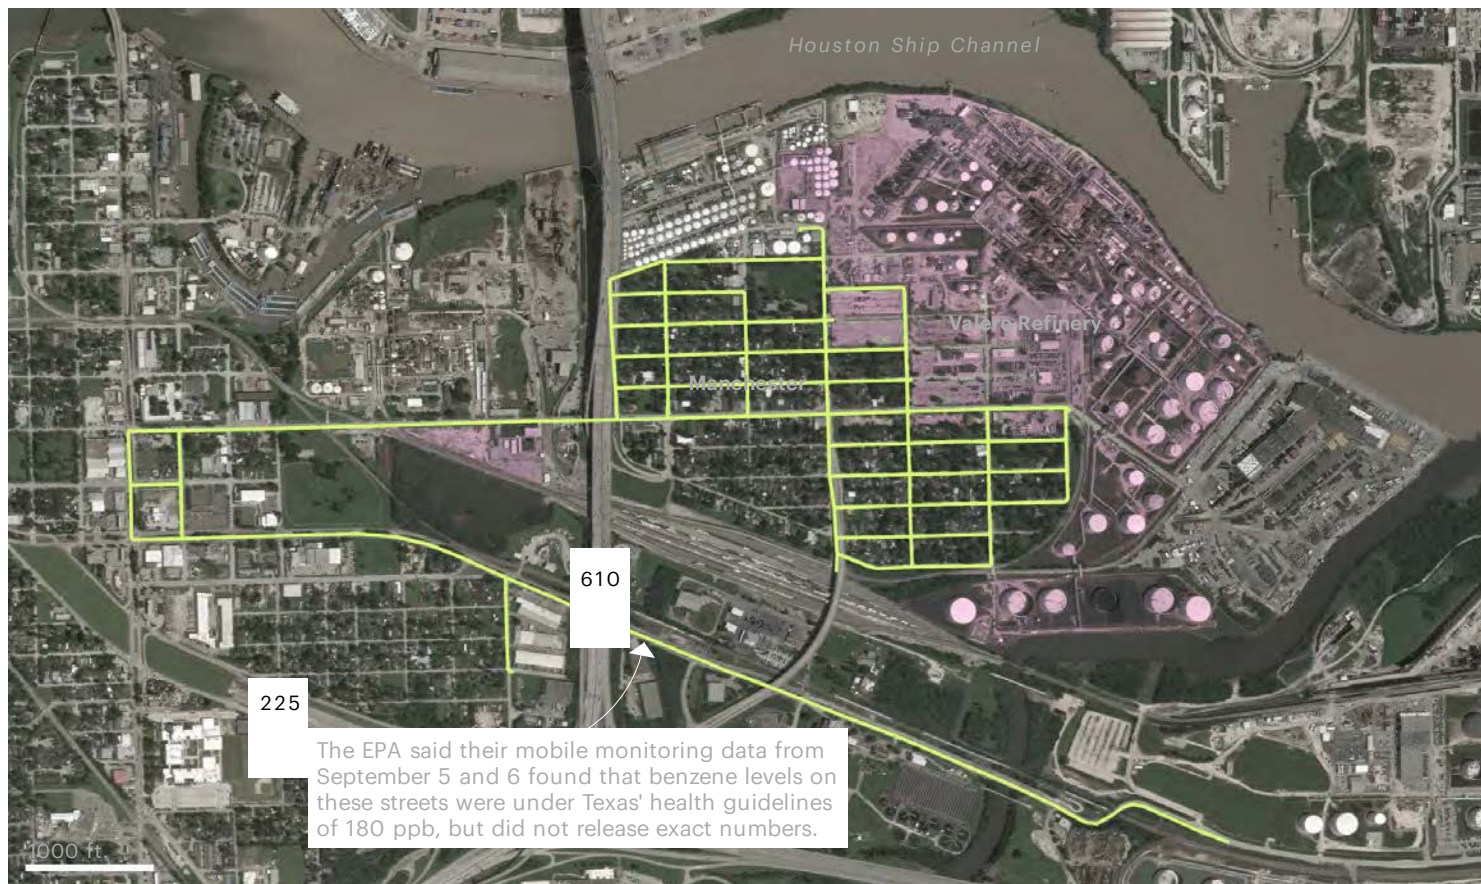 Houston Ship Channel
Valero Refinery
Manchester
610
225
The EPA said their mobile monitoring data from
September 5 and 6 found that benzene levels on
these streets were under Texas' health guidelines
of 180 ppb, but did not release exact numbers.
1000 ft.